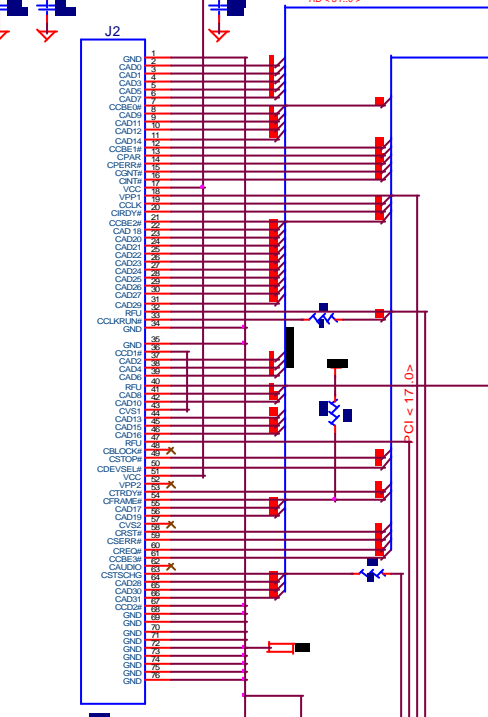 J2
GND 1
CAD0 2
CAD1 3
CAD3 4
CAD5 5
CAD7 6
CCBE0# 7
CAD9 8
CAD11 9
CAD12 10
CAD14 11
CCBE1# 12
CPAR 13
CPERR# 14
CGNT# 15
CINT# 16
VCC 17
VPP1 18
CCLK 19
CIRDY# 20
CCBE2# 21
CAD 18 22
CAD20 23
CAD21 24
CAD22 25
CAD23 26
CAD24 27
CAD25 28
CAD26 29
CAD27 30
CAD29 31
RFU 32
CCLKRUN# 33
GND 34
GND 35
CCD1# 36
CAD2 37
CAD4 38
CAD6 39
RFU 40
CAD8 41
CAD10 42
CVS1 43
CAD13 44
CAD15 45
CAD16 46
RFU 47
CBLOCK# 48
CSTOP# 49
CDEVSEL# 50
VCC 51
VPP2 52
CTRDY# 53
CFRAME# 54
CAD17 55
CAD19 56
CVS2 57
CRST# 58
CSERR# 59
CREQ# 60
CCBE3# 61
CAUDIO 62
CSTSCHG 63
CAD28 64
CAD30 65
CAD31 66
CCD2# 67
GND 68
GND 69
GND 70
GND 71
GND 72
GND 73
GND 74
GND 75
GND 76